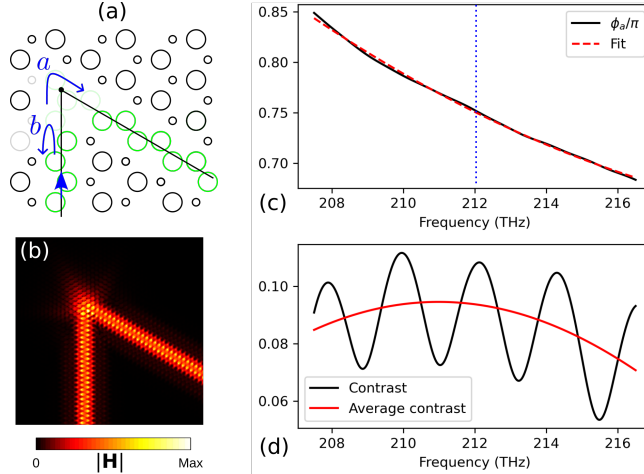 (a)
a
b
(b)
0
|H|
Max
0.85
0.80
0.75
0.70
ϕₐ/π
Fit
208
210
212
214
216
(c)
Frequency (THz)
0.10
0.08
0.06
Contrast
Average contrast
208
210
212
214
216
(d)
Frequency (THz)